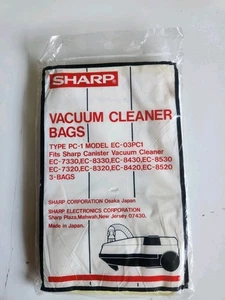 SHARP
VACUUM CLEANER
BAGS
TYPE PC-1 MODEL EC-03PC1
Fits Sharp Canister Vacuum Cleaner
EC-7330,EC-8330,EC-8430,EC-8530
EC-7320,EC-8320,EC-8420,EC-8520
3-BAGS
SHARP CORPORATION Osaka Japan
SHARP ELECTRONICS CORPORATION
Sharp Plaza,Mahwah,New Jersey 07430.
Made in Japan.